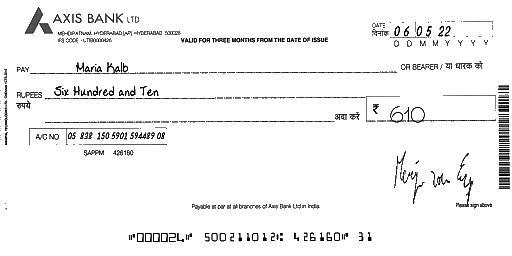 AXIS BANK LTD
MEHDIPATNAM, HYDERABAD [AP] HYDERABAD 500028
IFS CODE - UTIB0000426
VALID FOR THREE MONTHS FROM THE DATE OF ISSUE
DATE
दिनांक 06 05 22
D D M M Y Y Y Y
PAY Maria Kalb OR BEARER / या धारक को
RUPEES Six Hundred and Ten
रुपये अदा करें ₹ 610
A/C NO 05 838 150 5901 594489 08
SAPPM 426160
Payable at par at all branches of Axis Bank Ltd in India.
Please sign above
⑈000024⑈ 500211012⑆ 426160⑈ 31